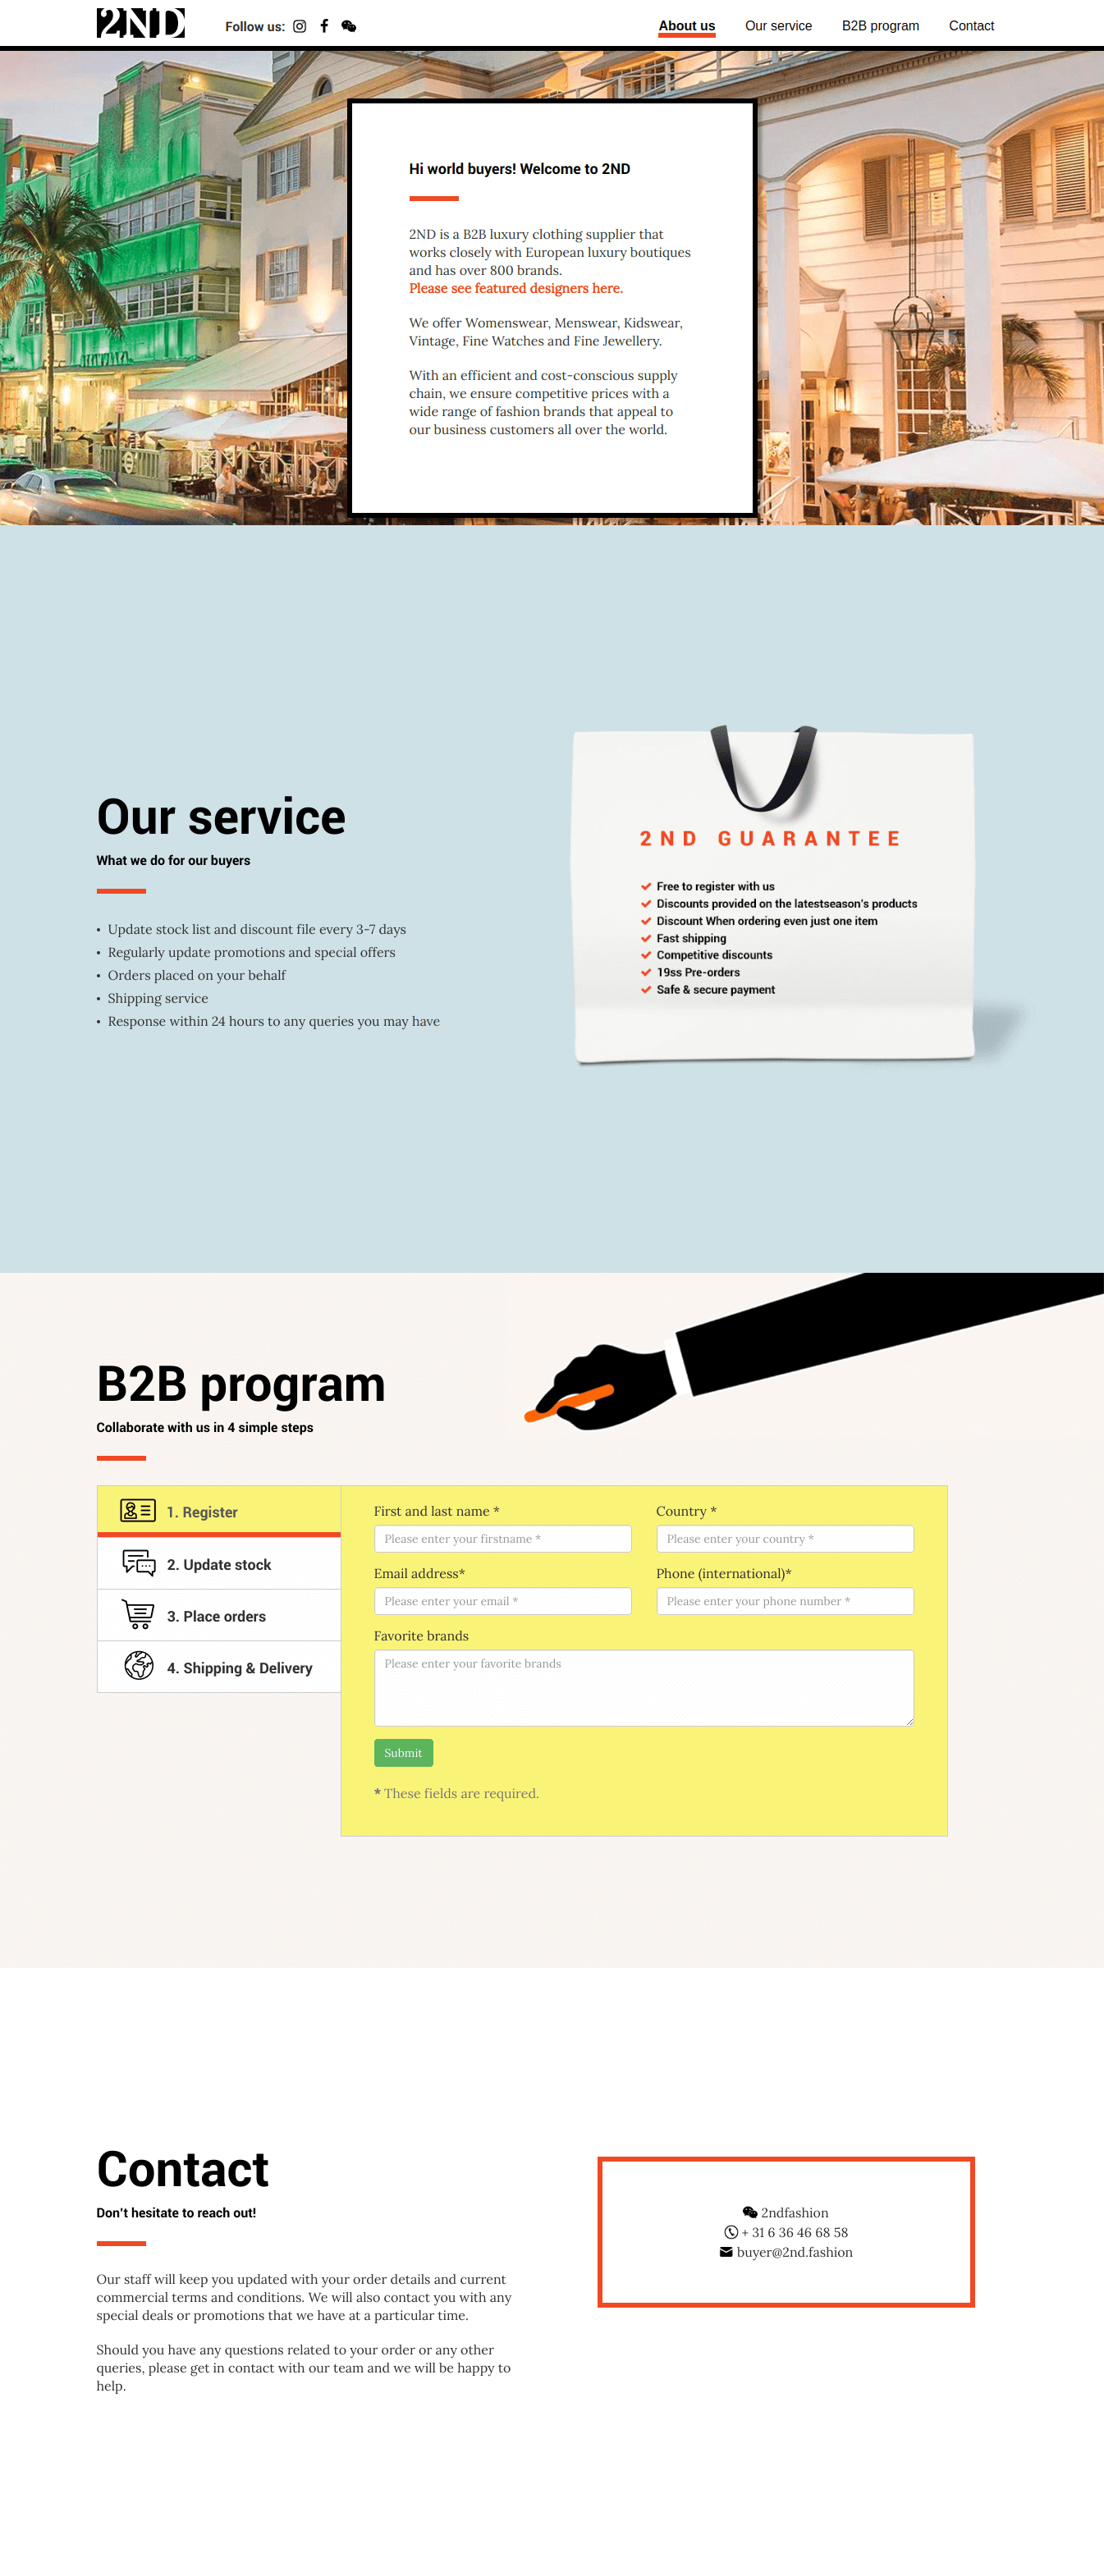 2ND
Follow us:
About us
Our service
B2B program
Contact
Hi world buyers! Welcome to 2ND
2ND is a B2B luxury clothing supplier that
works closely with European luxury boutiques
and has over 800 brands.
Please see featured designers here.
We offer Womenswear, Menswear, Kidswear,
Vintage, Fine Watches and Fine Jewellery.
With an efficient and cost-conscious supply
chain, we ensure competitive prices with a
wide range of fashion brands that appeal to
our business customers all over the world.
Our service
What we do for our buyers
• Update stock list and discount file every 3-7 days
• Regularly update promotions and special offers
• Orders placed on your behalf
• Shipping service
• Response within 24 hours to any queries you may have
2ND GUARANTEE
Free to register with us
Discounts provided on the latestseason's products
Discount When ordering even just one item
Fast shipping
Competitive discounts
19ss Pre-orders
Safe & secure payment
B2B program
Collaborate with us in 4 simple steps
1. Register
2. Update stock
3. Place orders
4. Shipping & Delivery
First and last name *
Please enter your firstname *
Country *
Please enter your country *
Email address*
Please enter your email *
Phone (international)*
Please enter your phone number *
Favorite brands
Please enter your favorite brands
Submit
* These fields are required.
Contact
Don't hesitate to reach out!
Our staff will keep you updated with your order details and current
commercial terms and conditions. We will also contact you with any
special deals or promotions that we have at a particular time.
Should you have any questions related to your order or any other
queries, please get in contact with our team and we will be happy to
help.
2ndfashion
+ 31 6 36 46 68 58
buyer@2nd.fashion